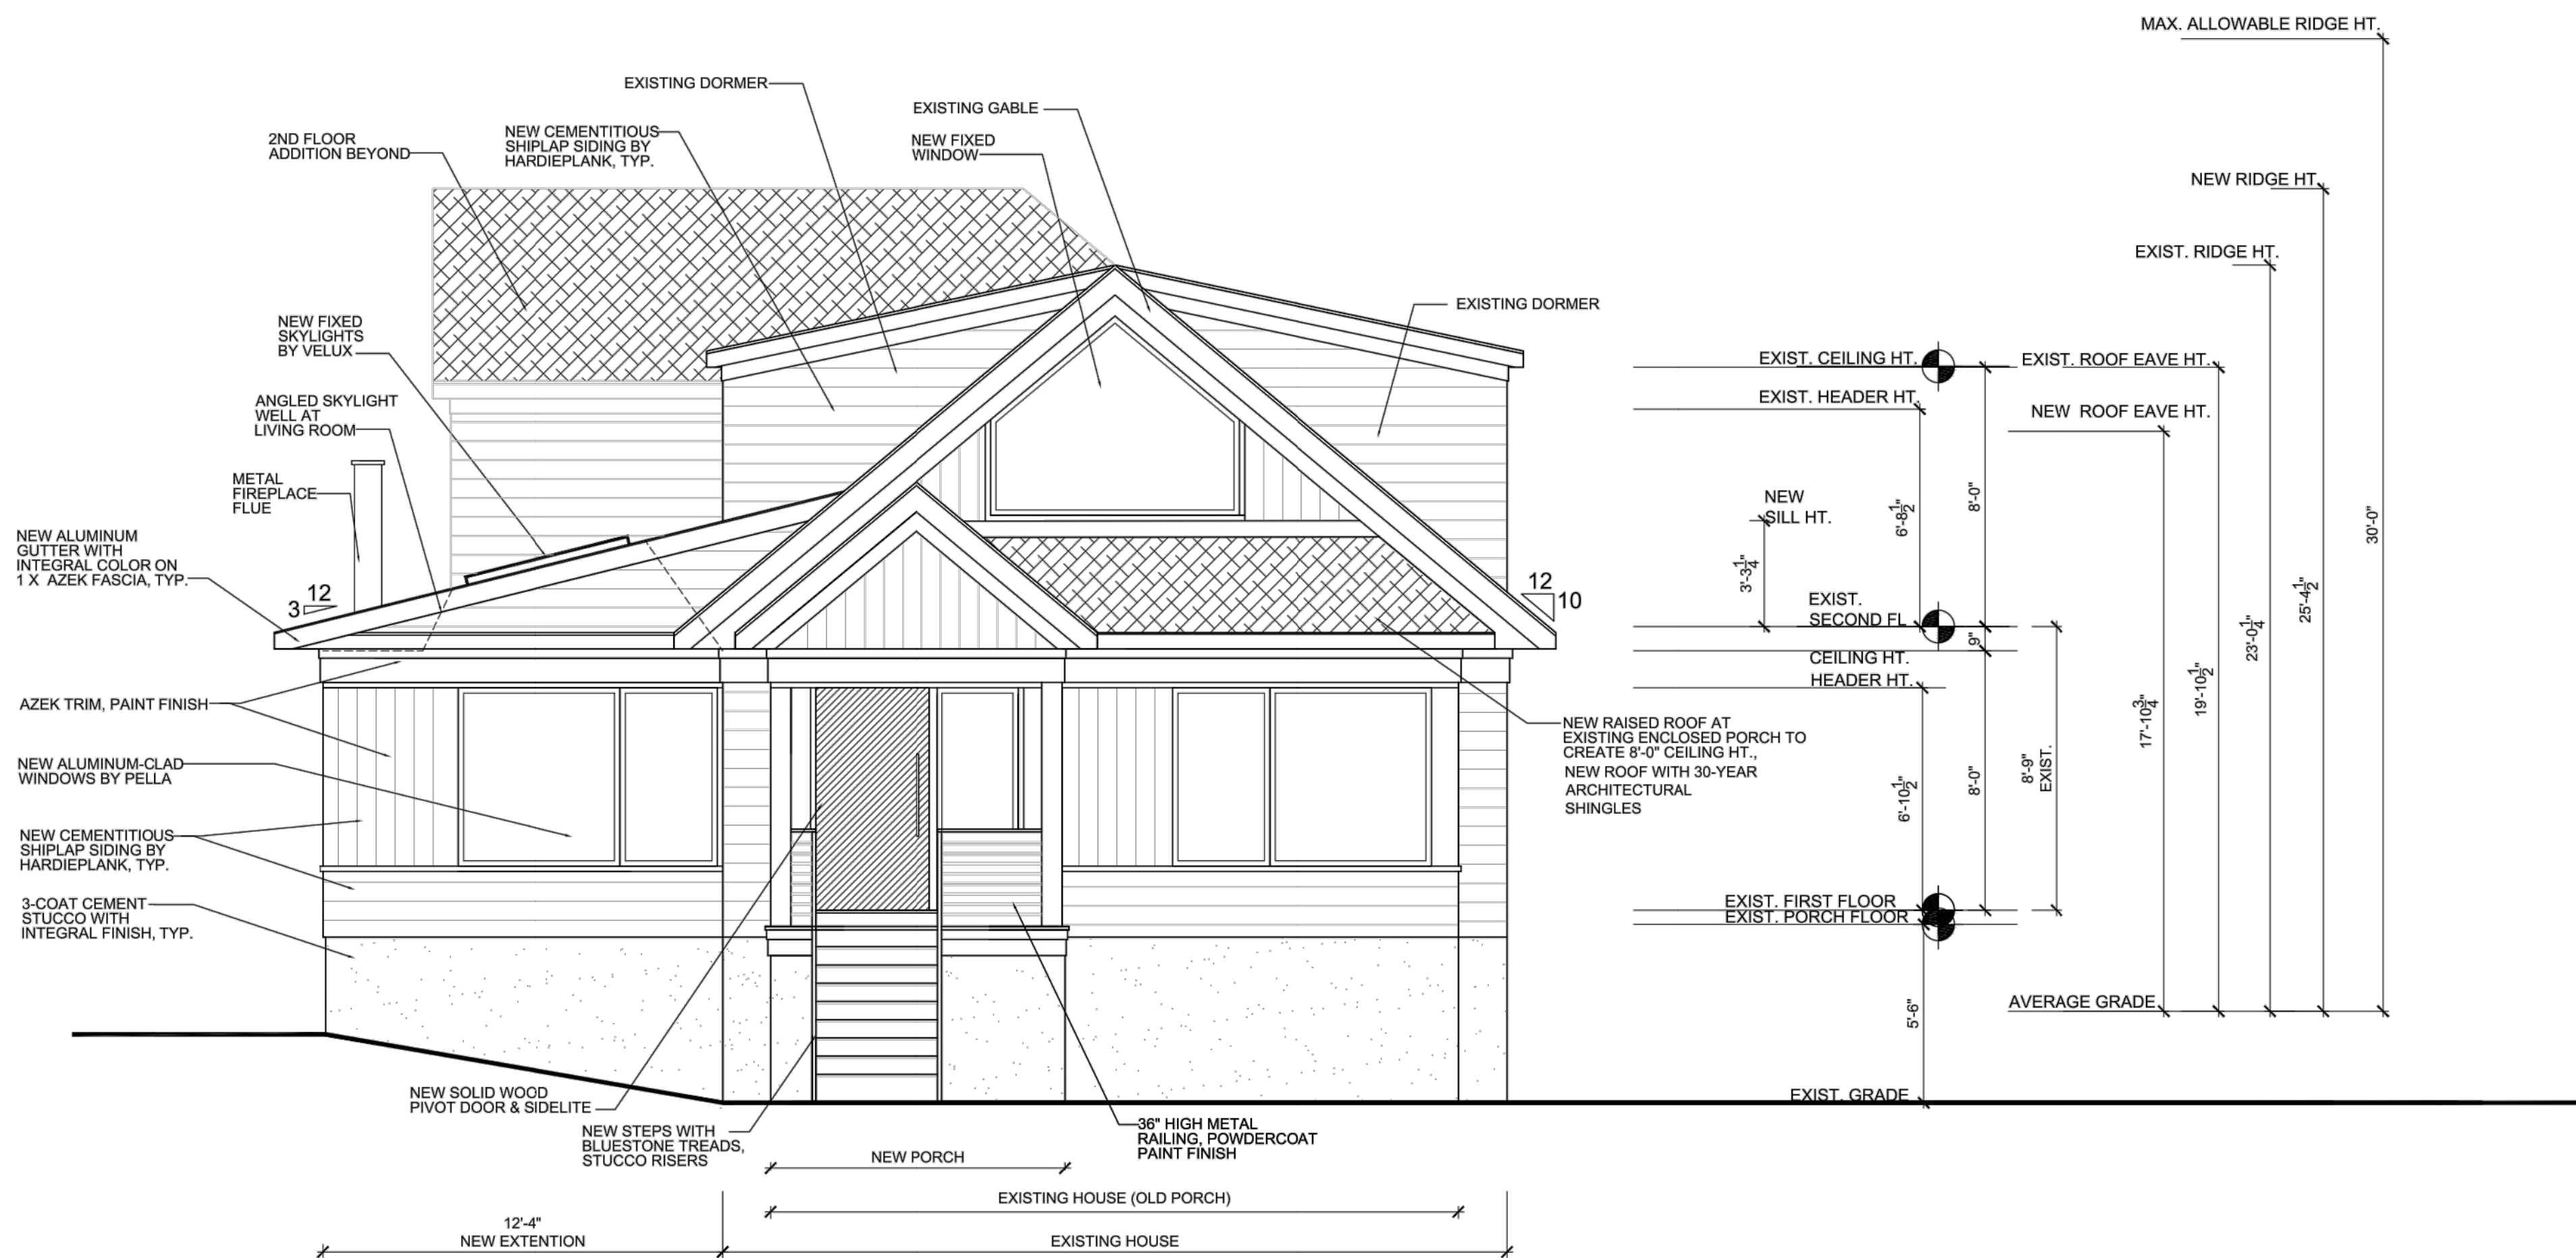 MAX. ALLOWABLE RIDGE HT.
EXISTING DORMER
EXISTING GABLE
NEW FIXED
WINDOW
NEW CEMENTITIOUS
SHIPLAP SIDING BY
HARDIEPLANK, TYP.
2ND FLOOR
ADDITION BEYOND
NEW RIDGE HT.
EXIST. RIDGE HT.
EXISTING DORMER
NEW FIXED
SKYLIGHTS
BY VELUX
ANGLED SKYLIGHT
WELL AT
LIVING ROOM
METAL
FIREPLACE
FLUE
NEW ALUMINUM
GUTTER WITH
INTEGRAL COLOR ON
1 X AZEK FASCIA, TYP.
12
3
12
10
AZEK TRIM, PAINT FINISH
NEW ALUMINUM-CLAD
WINDOWS BY PELLA
NEW CEMENTITIOUS
SHIPLAP SIDING BY
HARDIEPLANK, TYP.
3-COAT CEMENT
STUCCO WITH
INTEGRAL FINISH, TYP.
NEW RAISED ROOF AT
EXISTING ENCLOSED PORCH TO
CREATE 8'-0" CEILING HT.,
NEW ROOF WITH 30-YEAR
ARCHITECTURAL
SHINGLES
EXIST. CEILING HT.
EXIST. ROOF EAVE HT.
EXIST. HEADER HT.
NEW ROOF EAVE HT.
NEW
SILL HT.
3'-3 1/4"
6'-8 1/2"
8'-0"
EXIST.
SECOND FL
9"
CEILING HT.
HEADER HT.
6'-10 1/2"
8'-0"
8'-9"
EXIST.
17'-10 3/4"
19'-10 1/2"
23'-0 1/4"
25'-4 1/2"
30'-0"
EXIST. FIRST FLOOR
EXIST. PORCH FLOOR
AVERAGE GRADE
5'-6"
EXIST. GRADE
NEW SOLID WOOD
PIVOT DOOR & SIDELITE
NEW STEPS WITH
BLUESTONE TREADS,
STUCCO RISERS
36" HIGH METAL
RAILING, POWDERCOAT
PAINT FINISH
NEW PORCH
EXISTING HOUSE (OLD PORCH)
12'-4"
NEW EXTENTION
EXISTING HOUSE